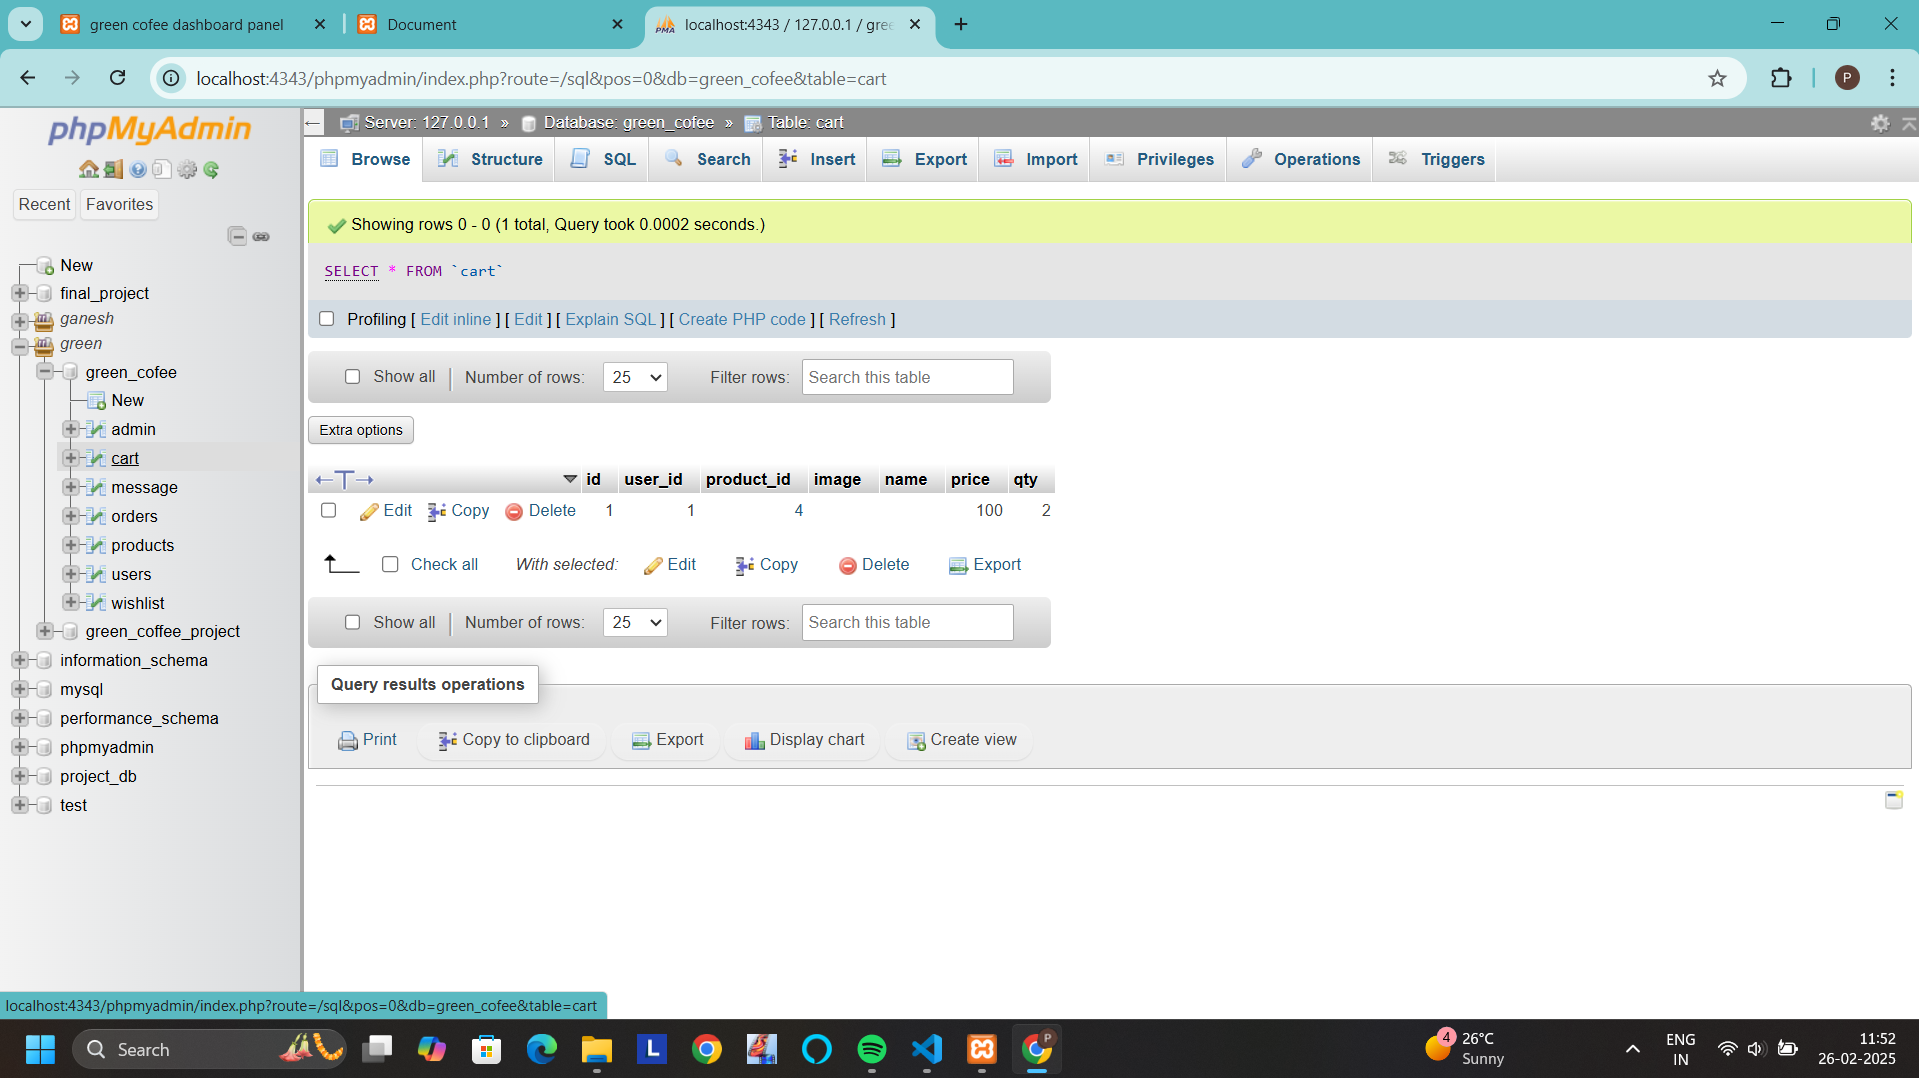 green cofee dashboard panel
Document
localhost:4343 / 127.0.0.1 / gree
localhost:4343/phpmyadmin/index.php?route=/sql&pos=0&db=green_cofee&table=cart
P
phpMyAdmin
Recent
Favorites
New
final_project
ganesh
green
green_cofee
New
admin
cart
message
orders
products
users
wishlist
green_coffee_project
information_schema
mysql
performance_schema
phpmyadmin
project_db
test
Server: 127.0.0.1 » Database: green_cofee » Table: cart
Browse Structure SQL Search Insert Export Import Privileges Operations Triggers
Showing rows 0 - 0 (1 total, Query took 0.0002 seconds.)
SELECT * FROM `cart`
Profiling [ Edit inline ] [ Edit ] [ Explain SQL ] [ Create PHP code ] [ Refresh ]
Show all | Number of rows: 25 Filter rows: Search this table
Extra options
id user_id product_id image name price qty
Edit Copy Delete 1 1 4 100 2
Check all With selected: Edit Copy Delete Export
Show all | Number of rows: 25 Filter rows: Search this table
Query results operations
Print Copy to clipboard Export Display chart Create view
localhost:4343/phpmyadmin/index.php?route=/sql&pos=0&db=green_cofee&table=cart
Search
L
P
4
26°C
Sunny
ENG
IN
11:52
26-02-2025